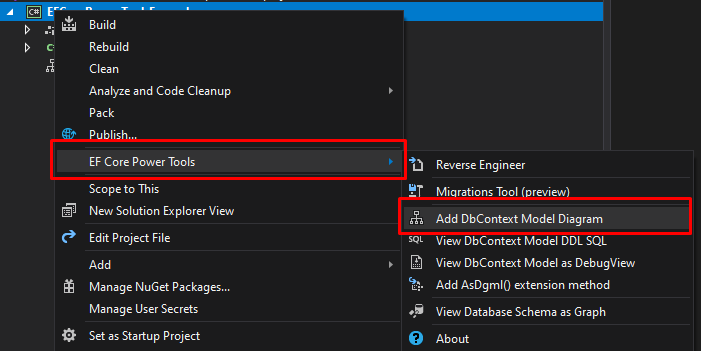 C#
Build
Rebuild
Clean
Analyze and Code Cleanup
Pack
Publish...
EF Core Power Tools
Scope to This
New Solution Explorer View
Edit Project File
Add
Manage NuGet Packages...
Manage User Secrets
Set as Startup Project
Reverse Engineer
Migrations Tool (preview)
Add DbContext Model Diagram
SQL View DbContext Model DDL SQL
View DbContext Model as DebugView
Add AsDgml() extension method
View Database Schema as Graph
About